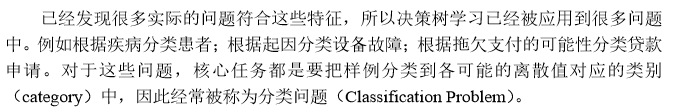 已经发现很多实际的问题符合这些特征，所以决策树学习已经被应用到很多问题
中。例如根据疾病分类患者；根据起因分类设备故障；根据拖欠支付的可能性分类贷款
申请。对于这些问题，核心任务都是要把样例分类到各可能的离散值对应的类别
（category）中，因此经常被称为分类问题（Classification Problem）。